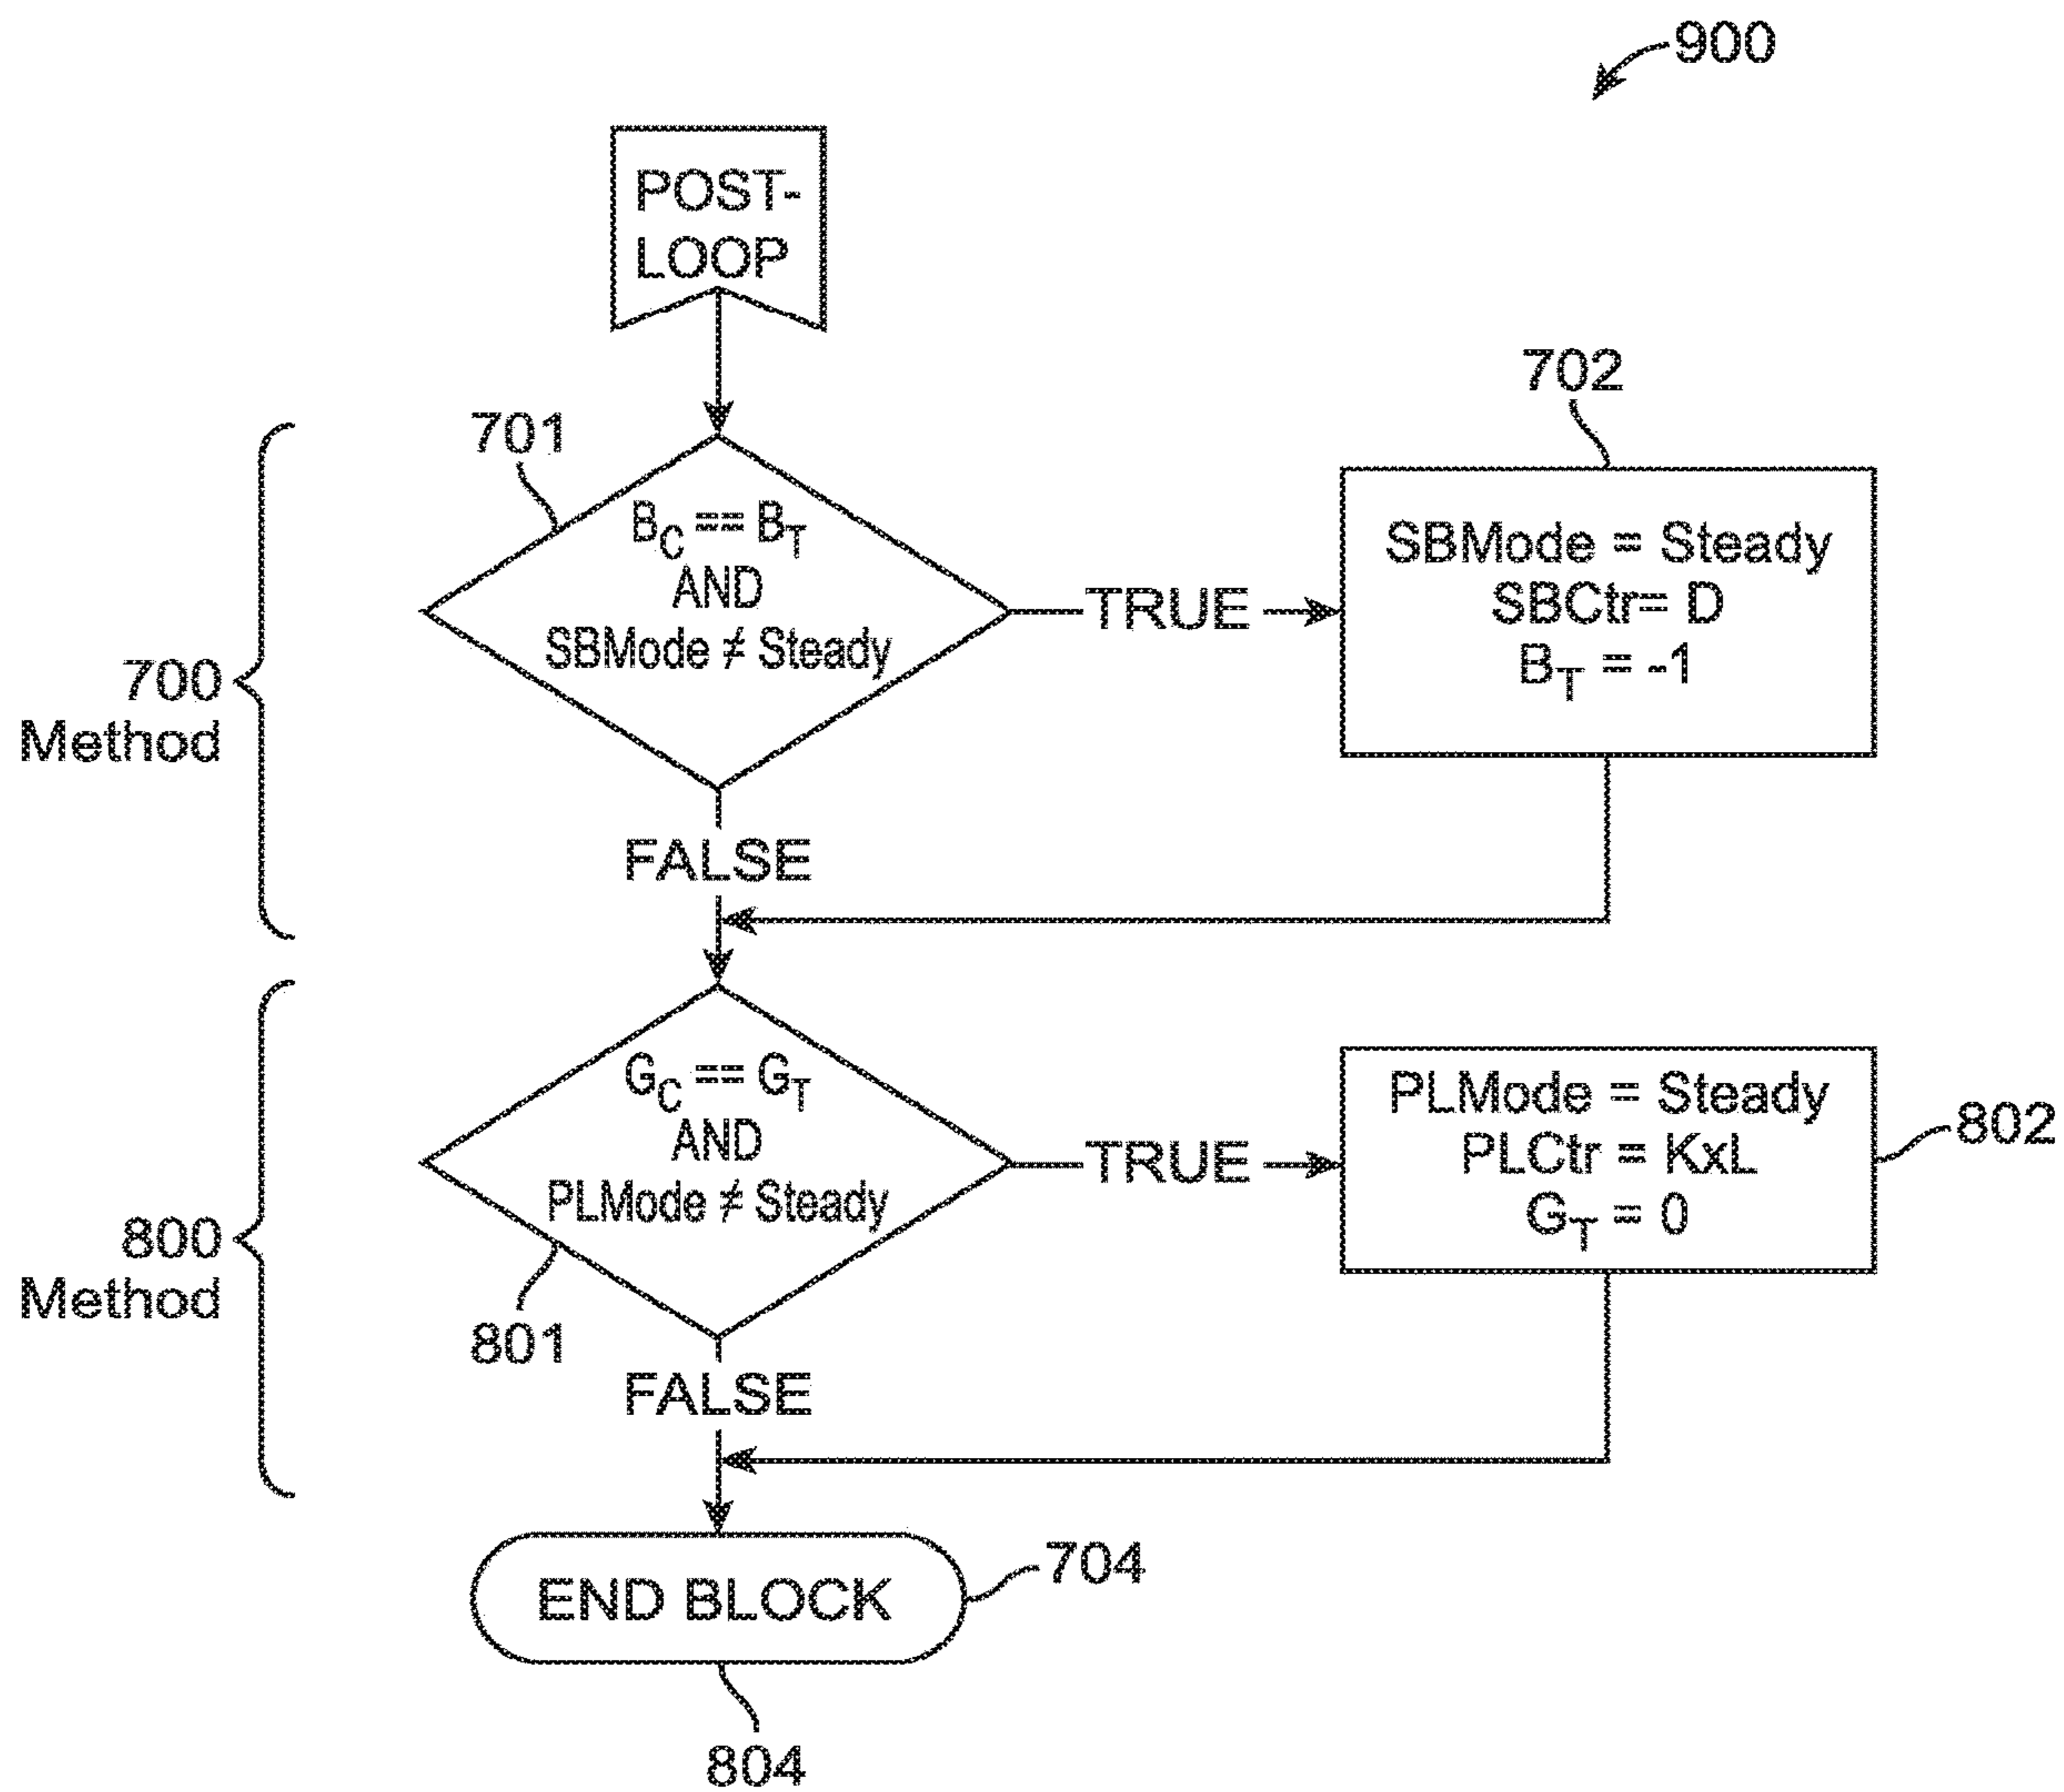 900
POST-
LOOP
702
701
B_C == B_T
AND
SBMode ≠ Steady
TRUE
SBMode = Steady
SBCtr= D
B_T = -1
700
Method
FALSE
G_C == G_T
AND
PLMode ≠ Steady
TRUE
PLMode = Steady
PLCtr = KxL
G_T = 0
802
800
Method
801
FALSE
END BLOCK
704
804